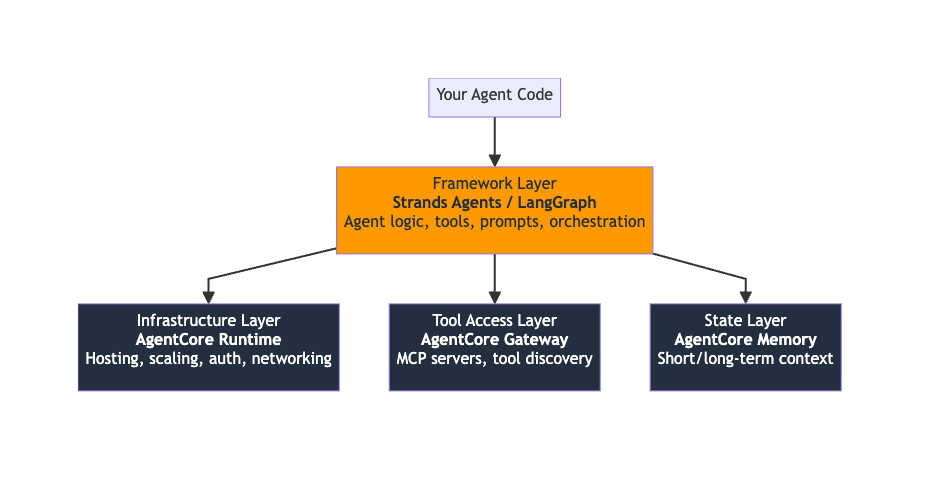 Your Agent Code
Framework Layer
Strands Agents / LangGraph
Agent logic, tools, prompts, orchestration
Infrastructure Layer
AgentCore Runtime
Hosting, scaling, auth, networking
Tool Access Layer
AgentCore Gateway
MCP servers, tool discovery
State Layer
AgentCore Memory
Short/long-term context